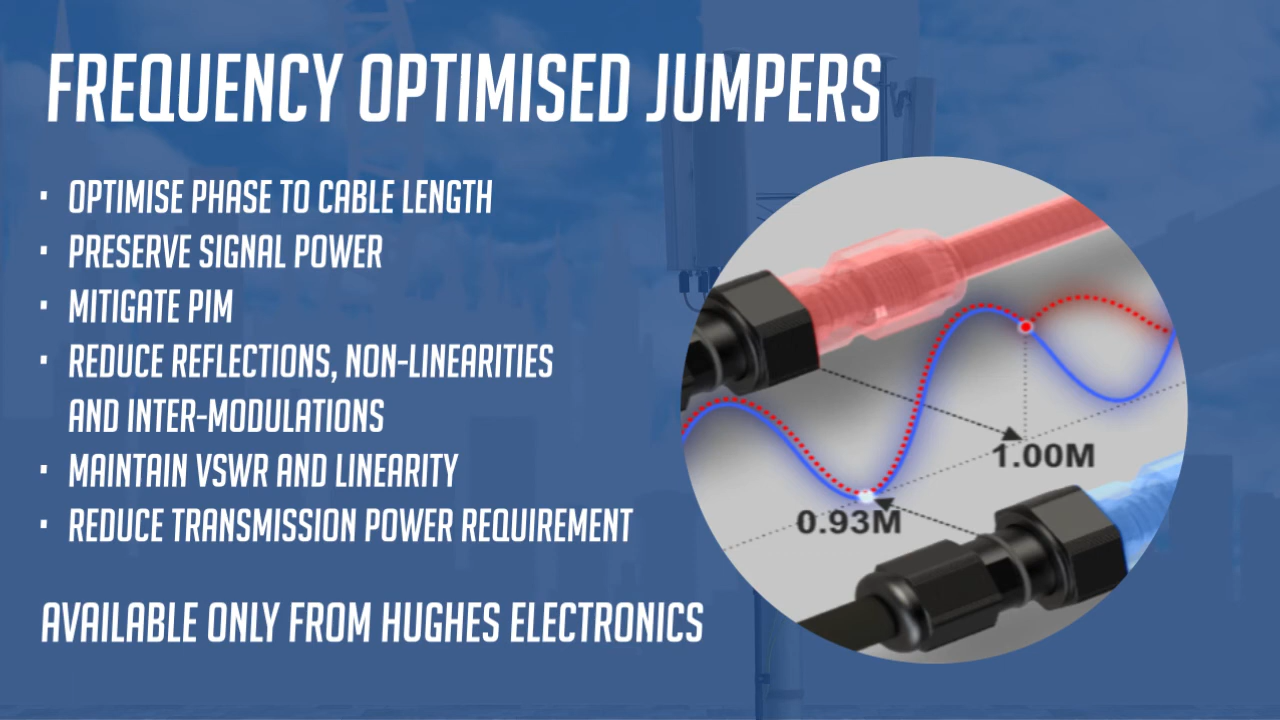 FREQUENCY OPTIMISED JUMPERS
· OPTIMISE PHASE TO CABLE LENGTH
· PRESERVE SIGNAL POWER
· MITIGATE PIM
· REDUCE REFLECTIONS, NON-LINEARITIES
AND INTER-MODULATIONS
· MAINTAIN VSWR AND LINEARITY
· REDUCE TRANSMISSION POWER REQUIREMENT
AVAILABLE ONLY FROM HUGHES ELECTRONICS
1.00M
0.93M